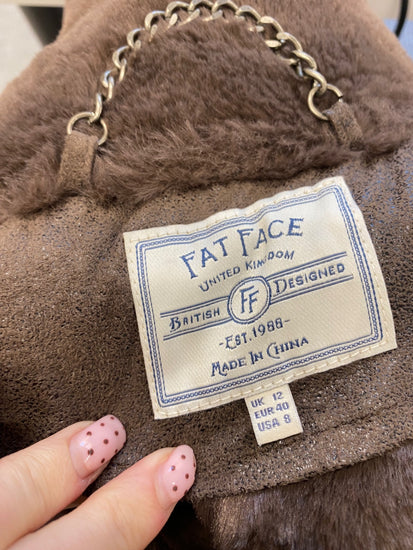 FAT FACE
UNITED KINGDOM
BRITISH FF DESIGNED
-EST. 1988-
MADE IN CHINA
UK 12
EUR 40
USA 8